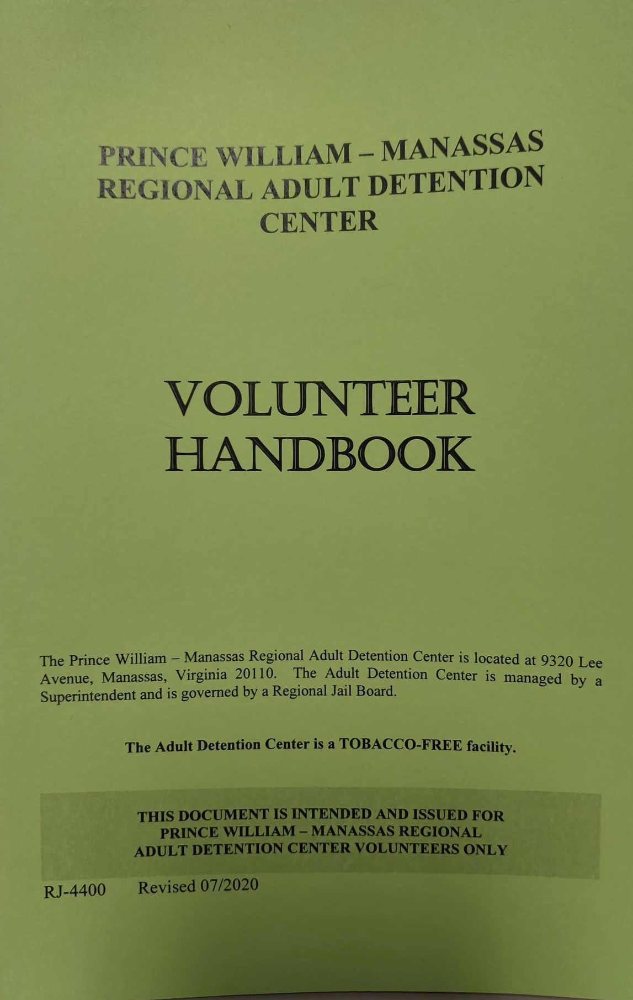 PRINCE WILLIAM – MANASSAS
REGIONAL ADULT DETENTION
CENTER
VOLUNTEER
HANDBOOK
The Prince William – Manassas Regional Adult Detention Center is located at 9320 Lee
Avenue, Manassas, Virginia 20110. The Adult Detention Center is managed by a
Superintendent and is governed by a Regional Jail Board.
The Adult Detention Center is a TOBACCO-FREE facility.
THIS DOCUMENT IS INTENDED AND ISSUED FOR
PRINCE WILLIAM – MANASSAS REGIONAL
ADULT DETENTION CENTER VOLUNTEERS ONLY
RJ-4400 Revised 07/2020